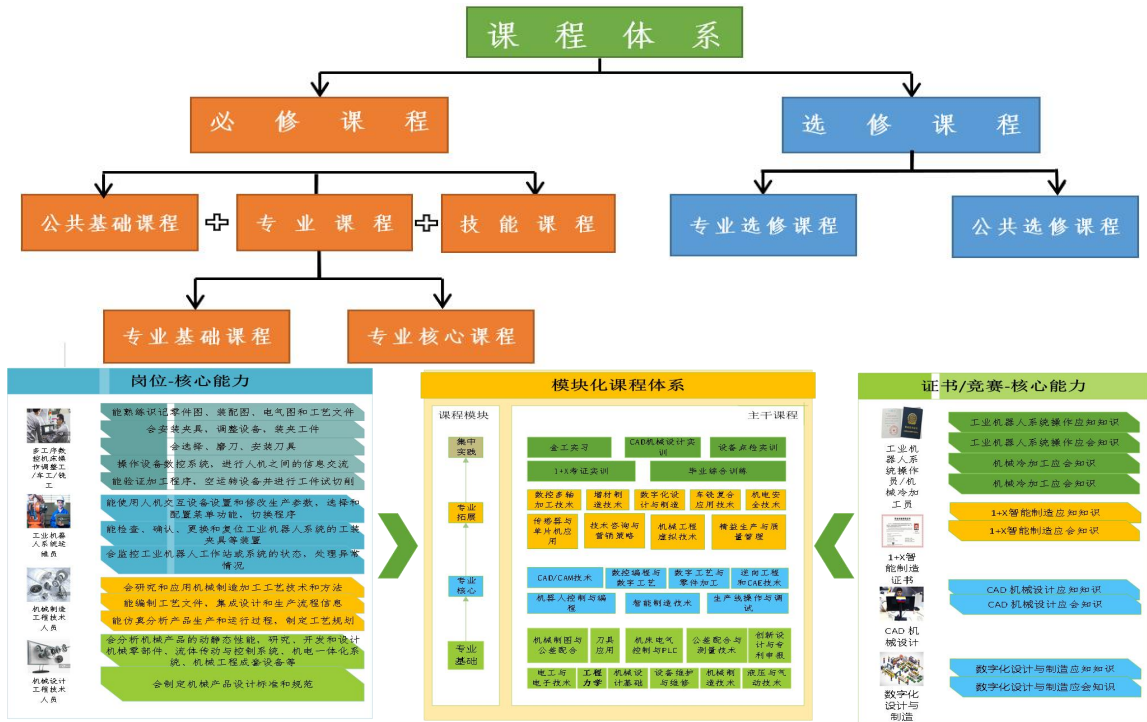 课程体系
必修课程
选修课程
公共基础课程
专业课程
技能课程
专业选修课程
公共选修课程
专业基础课程
专业核心课程
岗位-核心能力
多工序数
控机床操
作调整工
/车工/铣
工
能熟练识记零件图、装配图、电气图和工艺文件
会安装夹具，调整设备，装夹工件
会选择、磨刀、安装刀具
操作设备数控系统，进行人机之间的信息交流
能验证加工程序，空运转设备并进行工件试切削
工业机器
人系统运
维员
能使用人机交互设备设置和修改生产参数，选择和
配置菜单功能，切换程序
能检查、确认、更换和复位工业机器人系统的工装
夹具等装置
会监控工业机器人工作站或系统的状态，处理异常
情况
机械制造
工程技术
人员
会研究和应用机械制造加工工艺技术和方法
能编制工艺文件，集成设计和生产流程信息
能仿真分析产品生产和运行过程，制定工艺规划
机械设计
工程技术
人员
会分析机械产品的动静态性能，研究、开发和设计
机械零部件、流体传动与控制系统、机电一体化系
统、机械工程成套设备等
会制定机械产品设计标准和规范
模块化课程体系
课程模块
主干课程
集中
实践
金工实习
CAD机械设计实
训
设备点检实训
1+X考证实训
毕业综合训练
专业
拓展
数控多轴
加工技术
增材制
造技术
数字化设
计与制造
车铣复合
应用技术
机电安
全技术
传感器与
单片机应
用
技术咨询与
营销策略
机械工程
虚拟技术
精益生产与质
量管理
专业
核心
CAD/CAM技术
数控编程与
数字工艺
数字工艺与
零件加工
逆向工程
和CAE技术
机器人控制与编
程
智能制造技术
生产线操作与调
试
专业
基础
机械制图与
公差配合
刀具
应用
机床电气
控制与PLC
公差配合与
测量技术
创新设
计与专
利申报
电工与
电子技术
工程
力学
机械设
计基础
设备维护
与维修
机械制
造技术
液压与气
动技术
证书/竞赛-核心能力
工业机
器人系
统操作
员/机
械冷加
工员
工业机器人系统操作应知知识
工业机器人系统操作应会知识
机械冷加工应会知识
机械冷加工应会知识
1+X智
能制造
证书
1+X智能制造应知知识
1+X智能制造应会知识
CAD 机
械设计
CAD 机械设计应知知识
CAD 机械设计应会知识
数字化
设计与
制造
数字化设计与制造应知知识
数字化设计与制造应会知识